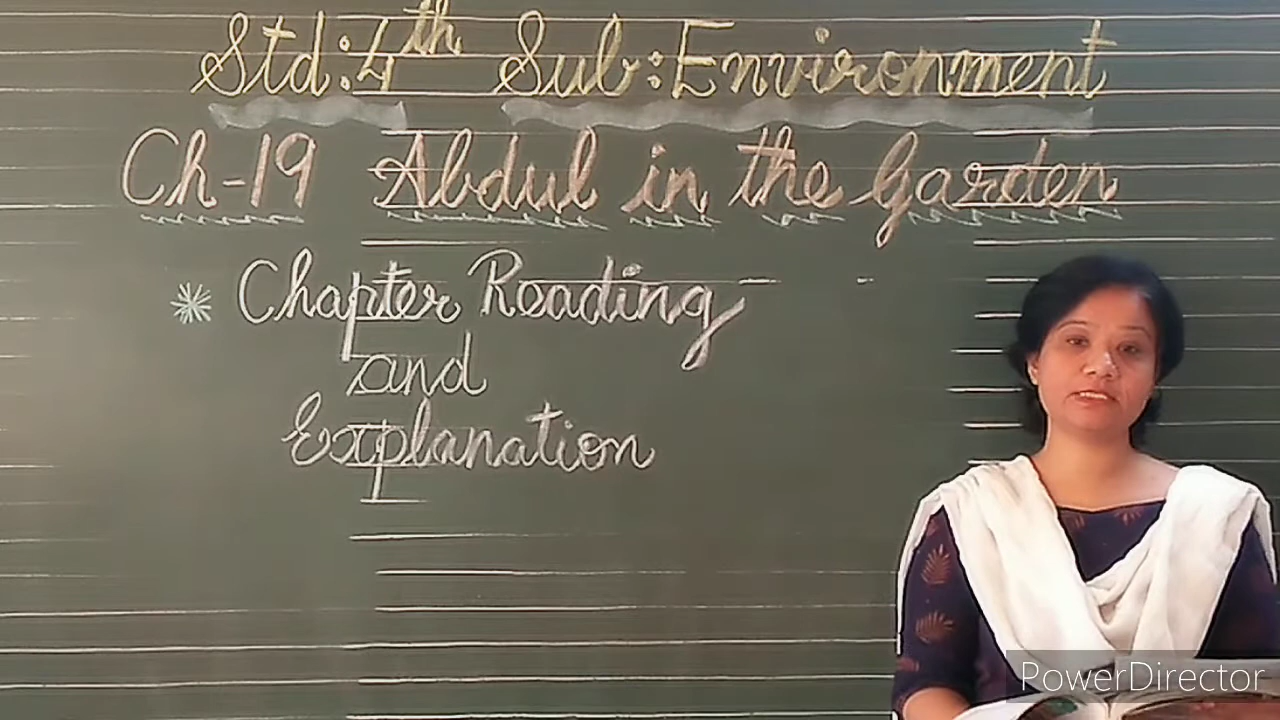 Std:4th Sub:Environment
Ch-19 Abdul in the Garden
* Chapter Reading
and
Explanation
PowerDirector